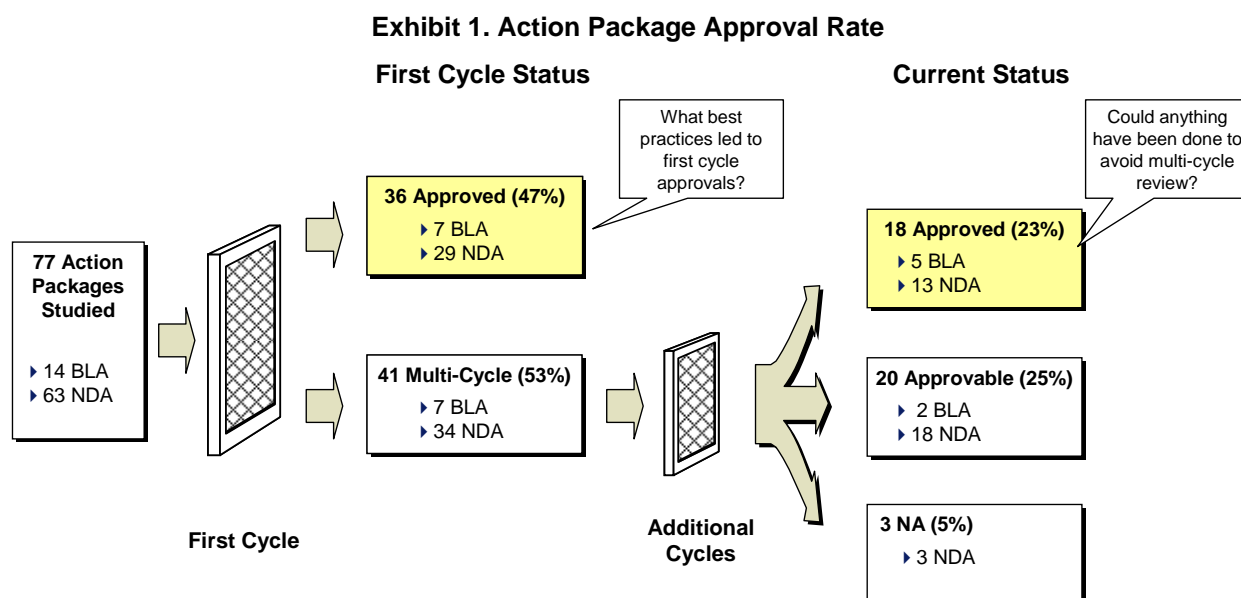 Exhibit 1. Action Package Approval Rate
First Cycle Status
Current Status
What best
practices led to
first cycle
approvals?
Could anything
have been done to
avoid multi-cycle
review?
77 Action
Packages
Studied
14 BLA
63 NDA
36 Approved (47%)
7 BLA
29 NDA
41 Multi-Cycle (53%)
7 BLA
34 NDA
18 Approved (23%)
5 BLA
13 NDA
20 Approvable (25%)
2 BLA
18 NDA
3 NA (5%)
3 NDA
First Cycle
Additional
Cycles